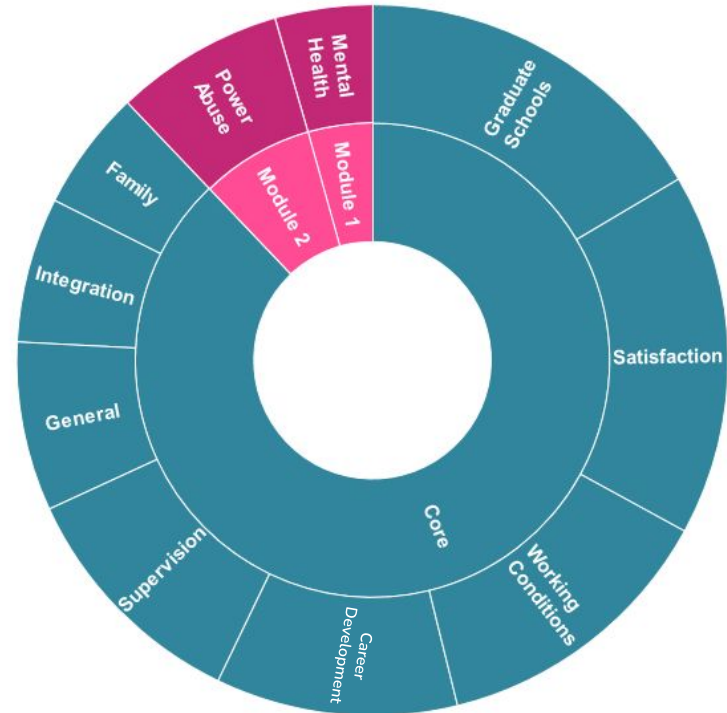 Mental
Health
Graduate
Schools
Power
Abuse
Module 1
Module 2
Family
Integration
Satisfaction
General
Core
Working
Conditions
Supervision
Career
Development